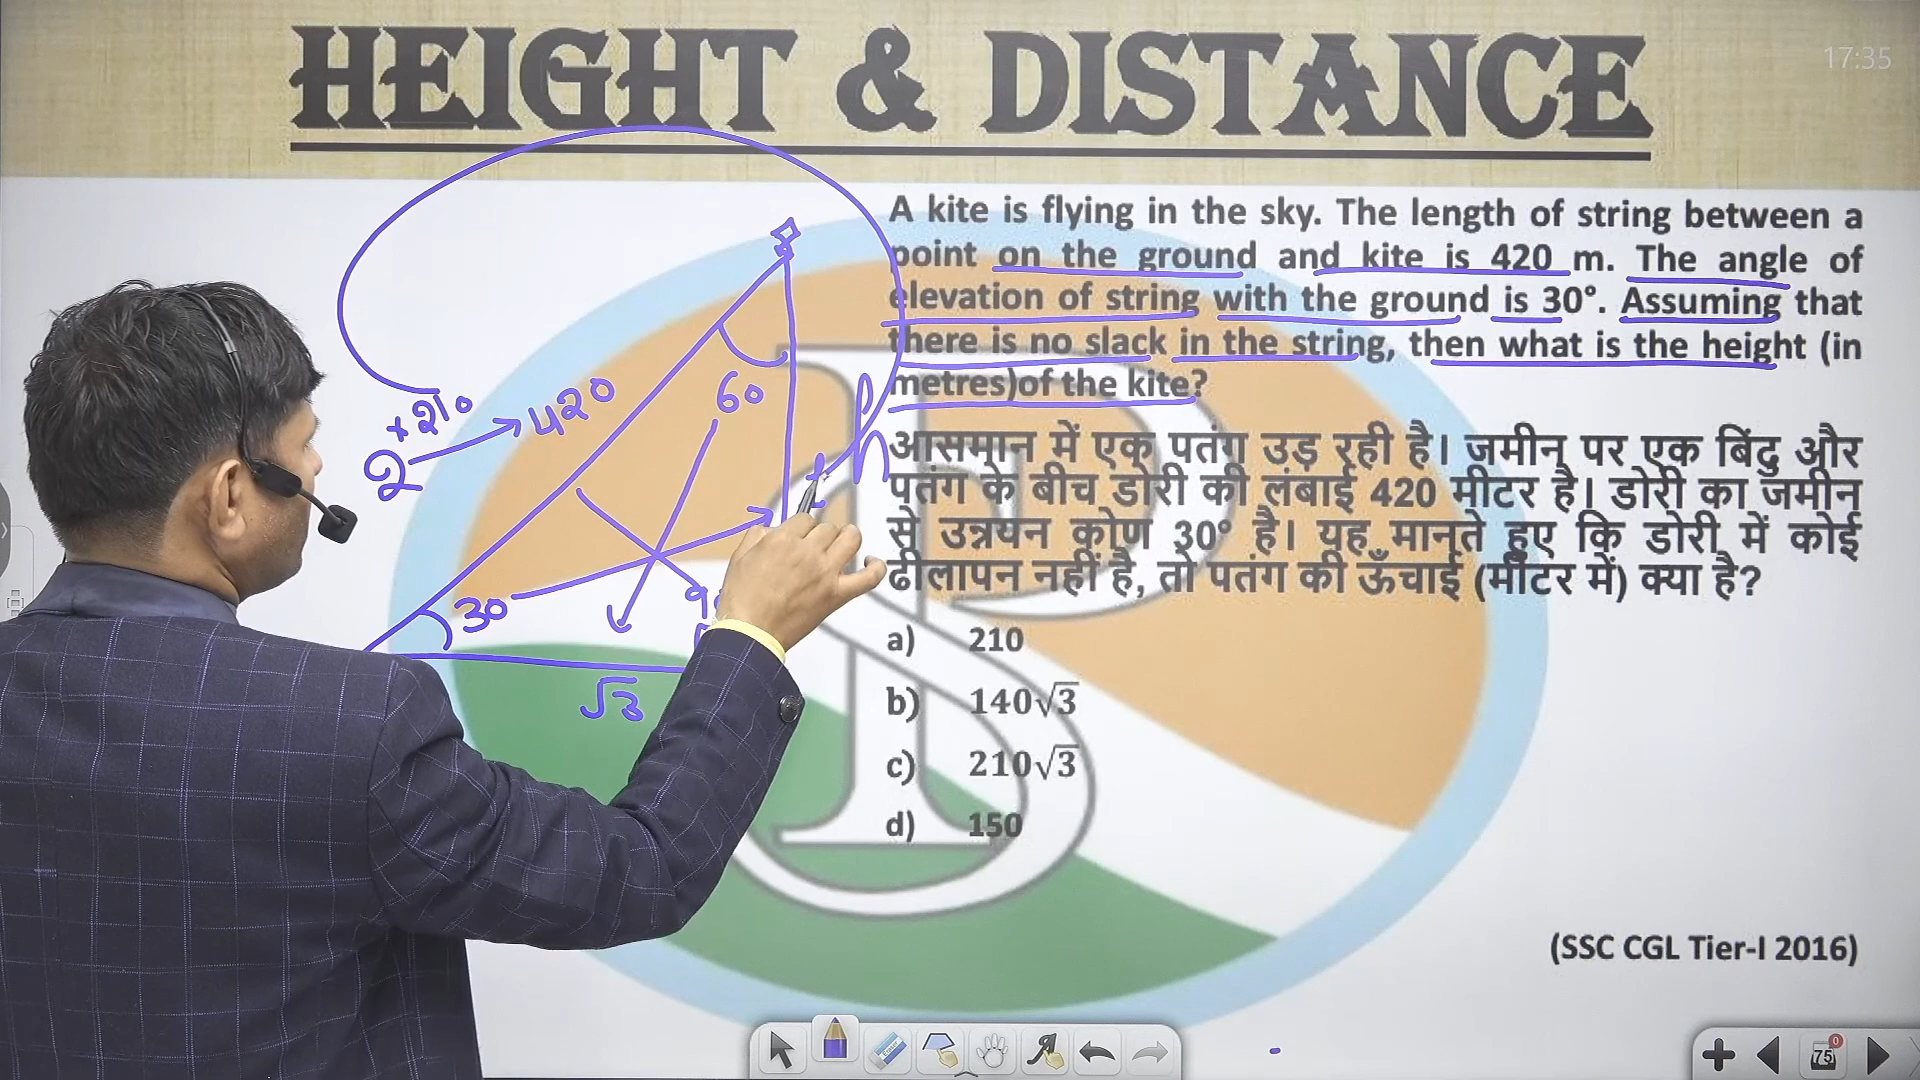 HEIGHT & DISTANCE
17:35
A kite is flying in the sky. The length of string between a
point on the ground and kite is 420 m. The angle of
elevation of string with the ground is 30°. Assuming that
there is no slack in the string, then what is the height (in
metres)of the kite?
आसमान में एक पतंग उड़ रही है। जमीन पर एक बिंदु और
पतंग के बीच डोरी की लंबाई 420 मीटर है। डोरी का जमीन
से उन्नयन कोण 30° है। यह मानते हुए कि डोरी में कोई
ढीलापन नहीं है, तो पतंग की ऊँचाई (मीटर में) क्या है?
a) 210
b) 140√3
c) 210√3
d) 150
(SSC CGL Tier-I 2016)
×210
2 → 420
60
h
30
√3
75
0